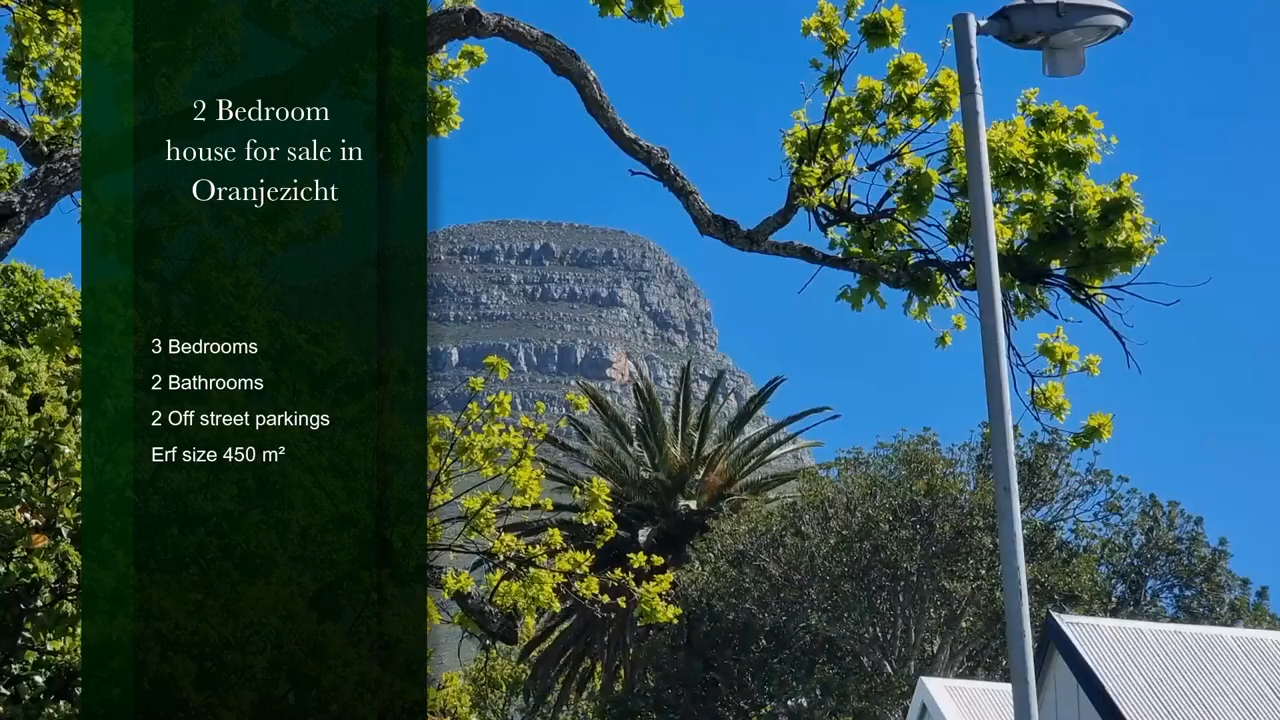 2 Bedroom
house for sale in
Oranjezicht
3 Bedrooms
2 Bathrooms
2 Off street parkings
Erf size 450 m²